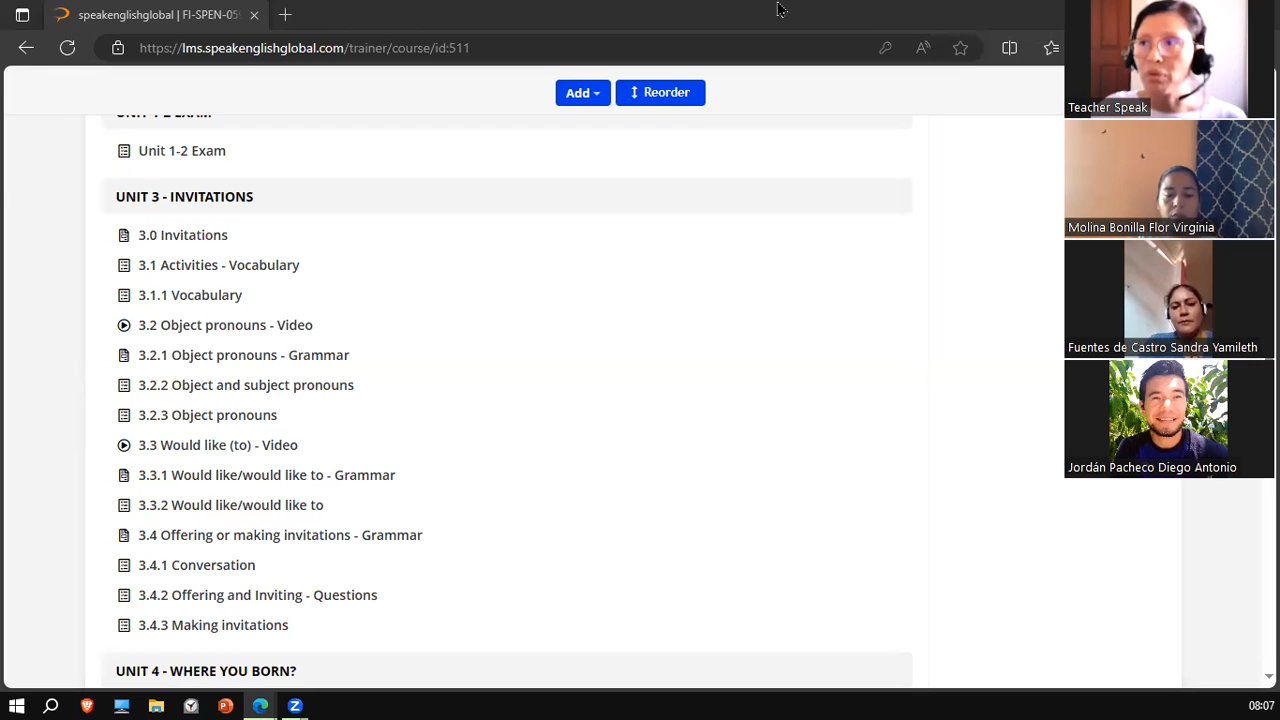 speakenglishglobal | FI-SPEN-05
https://lms.speakenglishglobal.com/trainer/course/id:511
Add
Reorder
UNIT 1-2 EXAM
Unit 1-2 Exam
UNIT 3 - INVITATIONS
3.0 Invitations
3.1 Activities - Vocabulary
3.1.1 Vocabulary
3.2 Object pronouns - Video
3.2.1 Object pronouns - Grammar
3.2.2 Object and subject pronouns
3.2.3 Object pronouns
3.3 Would like (to) - Video
3.3.1 Would like/would like to - Grammar
3.3.2 Would like/would like to
3.4 Offering or making invitations - Grammar
3.4.1 Conversation
3.4.2 Offering and Inviting - Questions
3.4.3 Making invitations
UNIT 4 - WHERE YOU BORN?
Teacher Speak
Molina Bonilla Flor Virginia
Fuentes de Castro Sandra Yamileth
Jordán Pacheco Diego Antonio
08:07